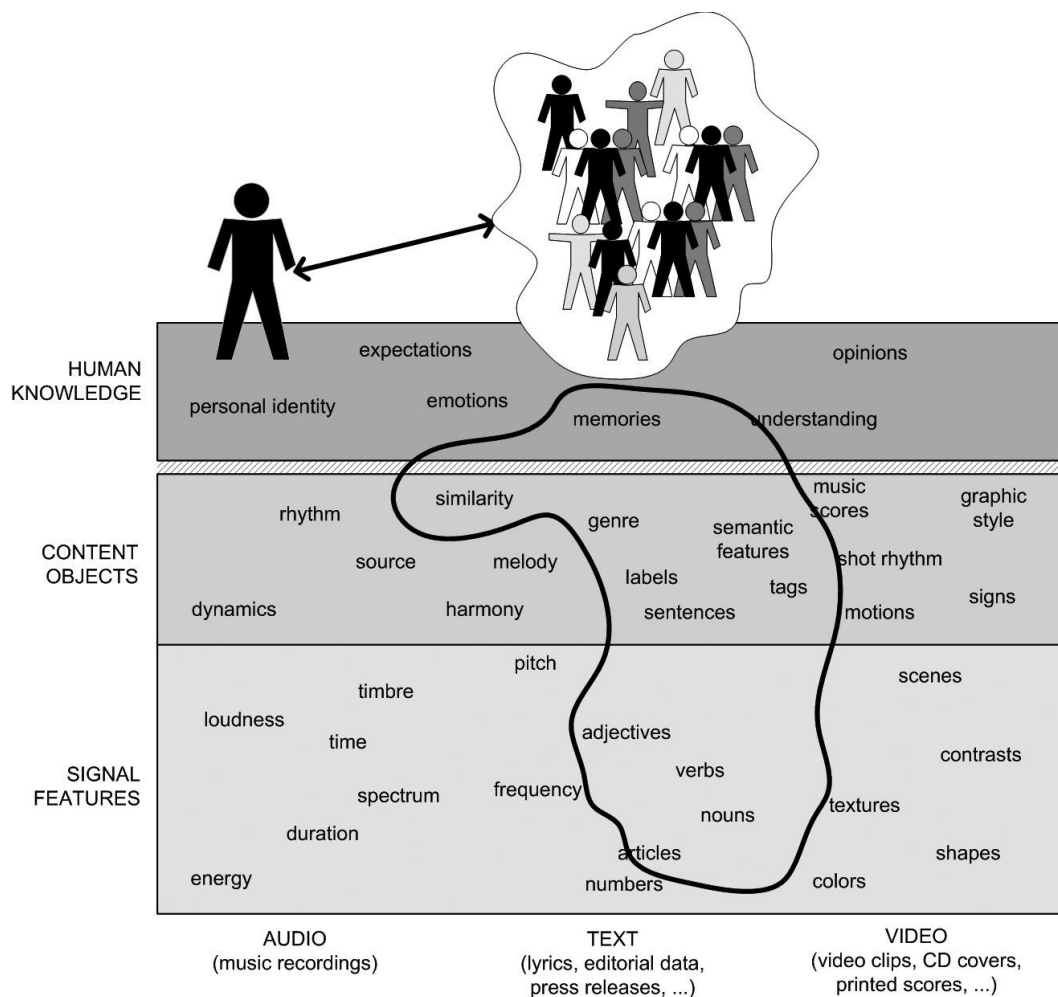 HUMAN
KNOWLEDGE
expectations
opinions
personal identity
emotions
memories
understanding
CONTENT
OBJECTS
rhythm
similarity
genre
semantic
features
music
scores
graphic
style
source
melody
labels
tags
shot rhythm
dynamics
harmony
sentences
motions
signs
SIGNAL
FEATURES
pitch
timbre
scenes
loudness
time
adjectives
contrasts
spectrum
frequency
verbs
nouns
textures
duration
articles
shapes
energy
numbers
colors
AUDIO
(music recordings)
TEXT
(lyrics, editorial data,
press releases, ...)
VIDEO
(video clips, CD covers,
printed scores, ...)